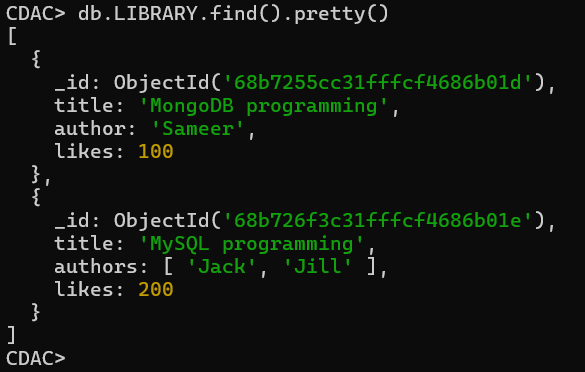 CDAC> db.LIBRARY.find().pretty()
[
  {
    _id: ObjectId('68b7255cc31fffcf4686b01d'),
    title: 'MongoDB programming',
    author: 'Sameer',
    likes: 100
  },
  {
    _id: ObjectId('68b726f3c31fffcf4686b01e'),
    title: 'MySQL programming',
    authors: [ 'Jack', 'Jill' ],
    likes: 200
  }
]
CDAC>